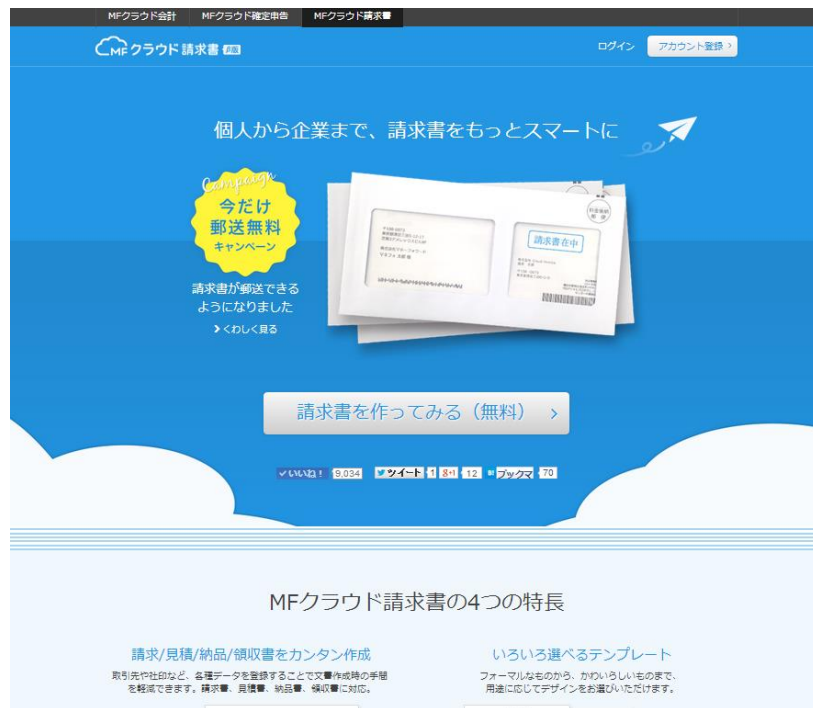 MFクラウド会計 MFクラウド確定申告 MFクラウド請求書
MFクラウド請求書
ログイン アカウント登録
個人から企業まで、請求書をもっとスマートに
Campaign
今だけ
郵送無料
キャンペーン
請求書が郵送できる
ようになりました
くわしく見る
請求書在中
請求書を作ってみる（無料）
いいね！ 9,034 ツイート 1 8+1 12 ブックマ 70
MFクラウド請求書の4つの特長
請求/見積/納品/領収書をカンタン作成
取引先や社印など、各種データを登録することで文書作成時の手間
を軽減できます。請求書、見積書、納品書、領収書に対応。
いろいろ選べるテンプレート
フォーマルなものから、かわいらしいものまで、
用途に応じてデザインをお選びいただけます。